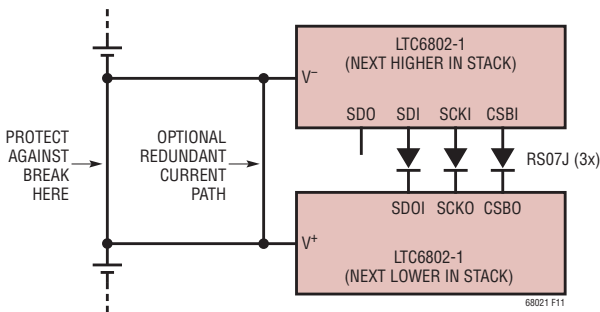 LTC6802-1
(NEXT HIGHER IN STACK)
V–
SDO SDI SCKI CSBI
PROTECT
AGAINST
BREAK
HERE
OPTIONAL
REDUNDANT
CURRENT
PATH
RS07J (3x)
SDOI SCKO CSBO
V+
LTC6802-1
(NEXT LOWER IN STACK)
68021 F11